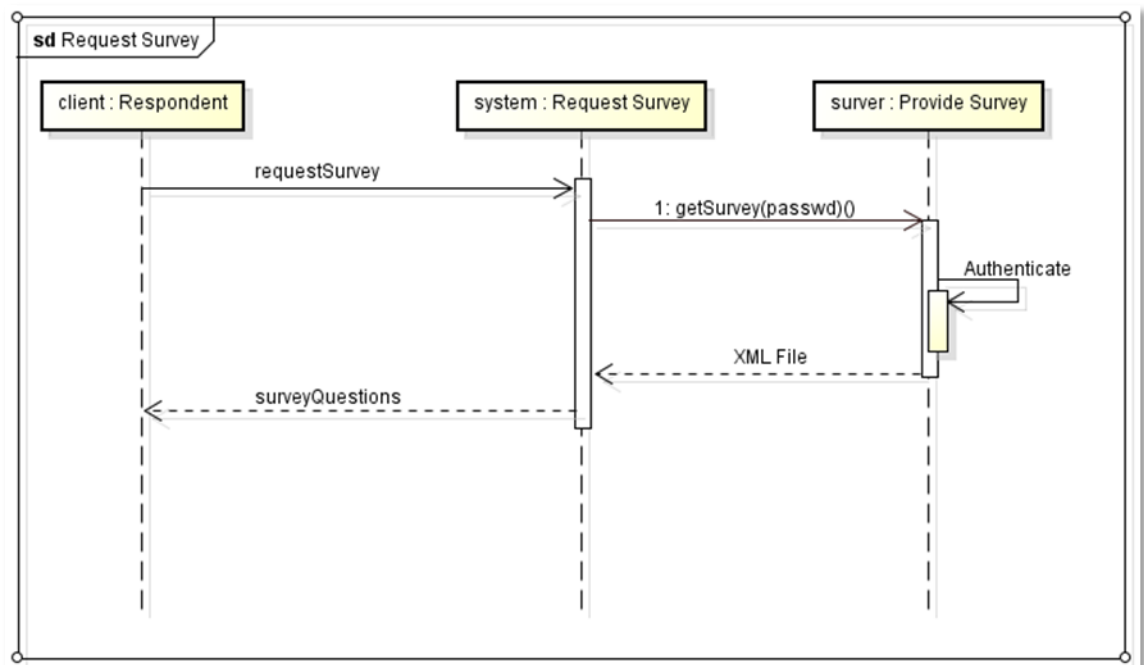 sd Request Survey
client : Respondent
system : Request Survey
surver : Provide Survey
requestSurvey
1: getSurvey(passwd)()
Authenticate
XML File
surveyQuestions